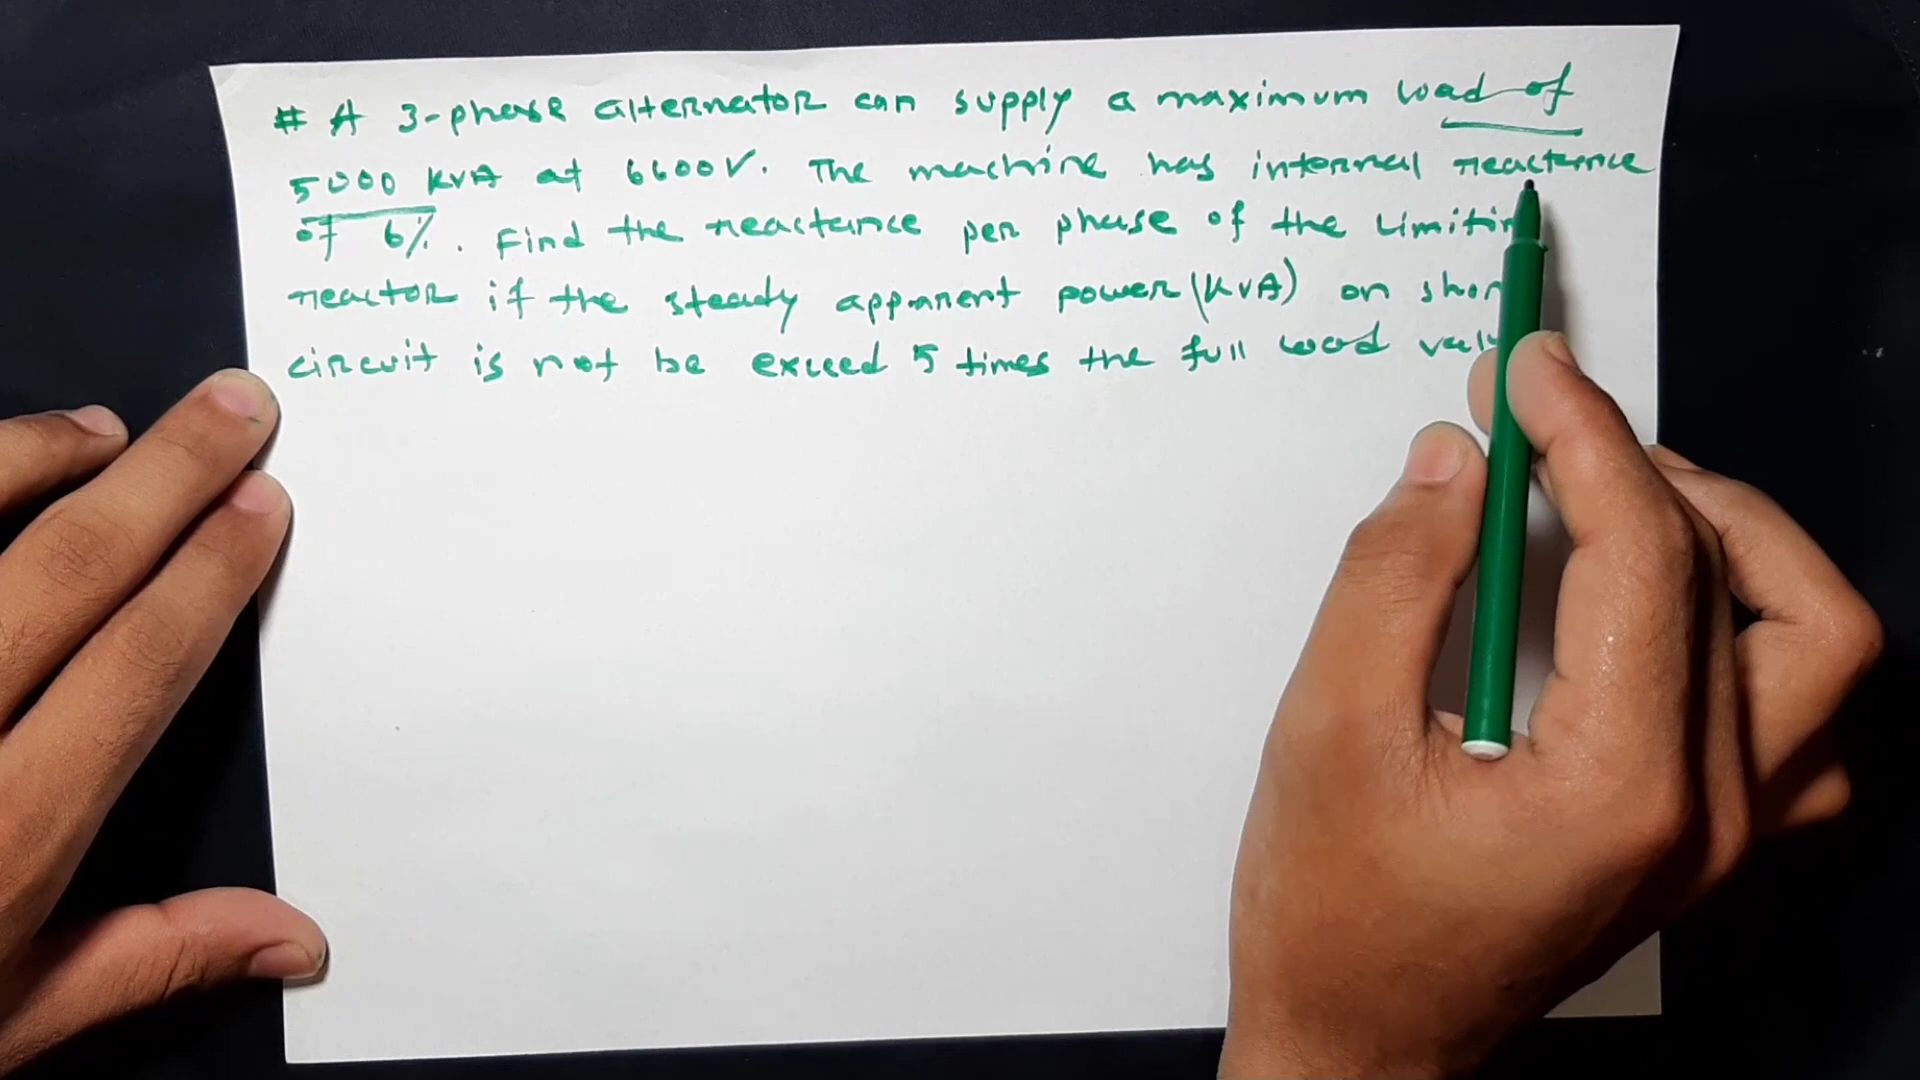 # A 3-phase alternator can supply a maximum load of
5000 KVA at 6600V. The machine has internal reactance
of 6%. Find the reactance per phase of the
reactor if the steady apparent power (KVA) on
circuit is not be exceed 5 times the full load